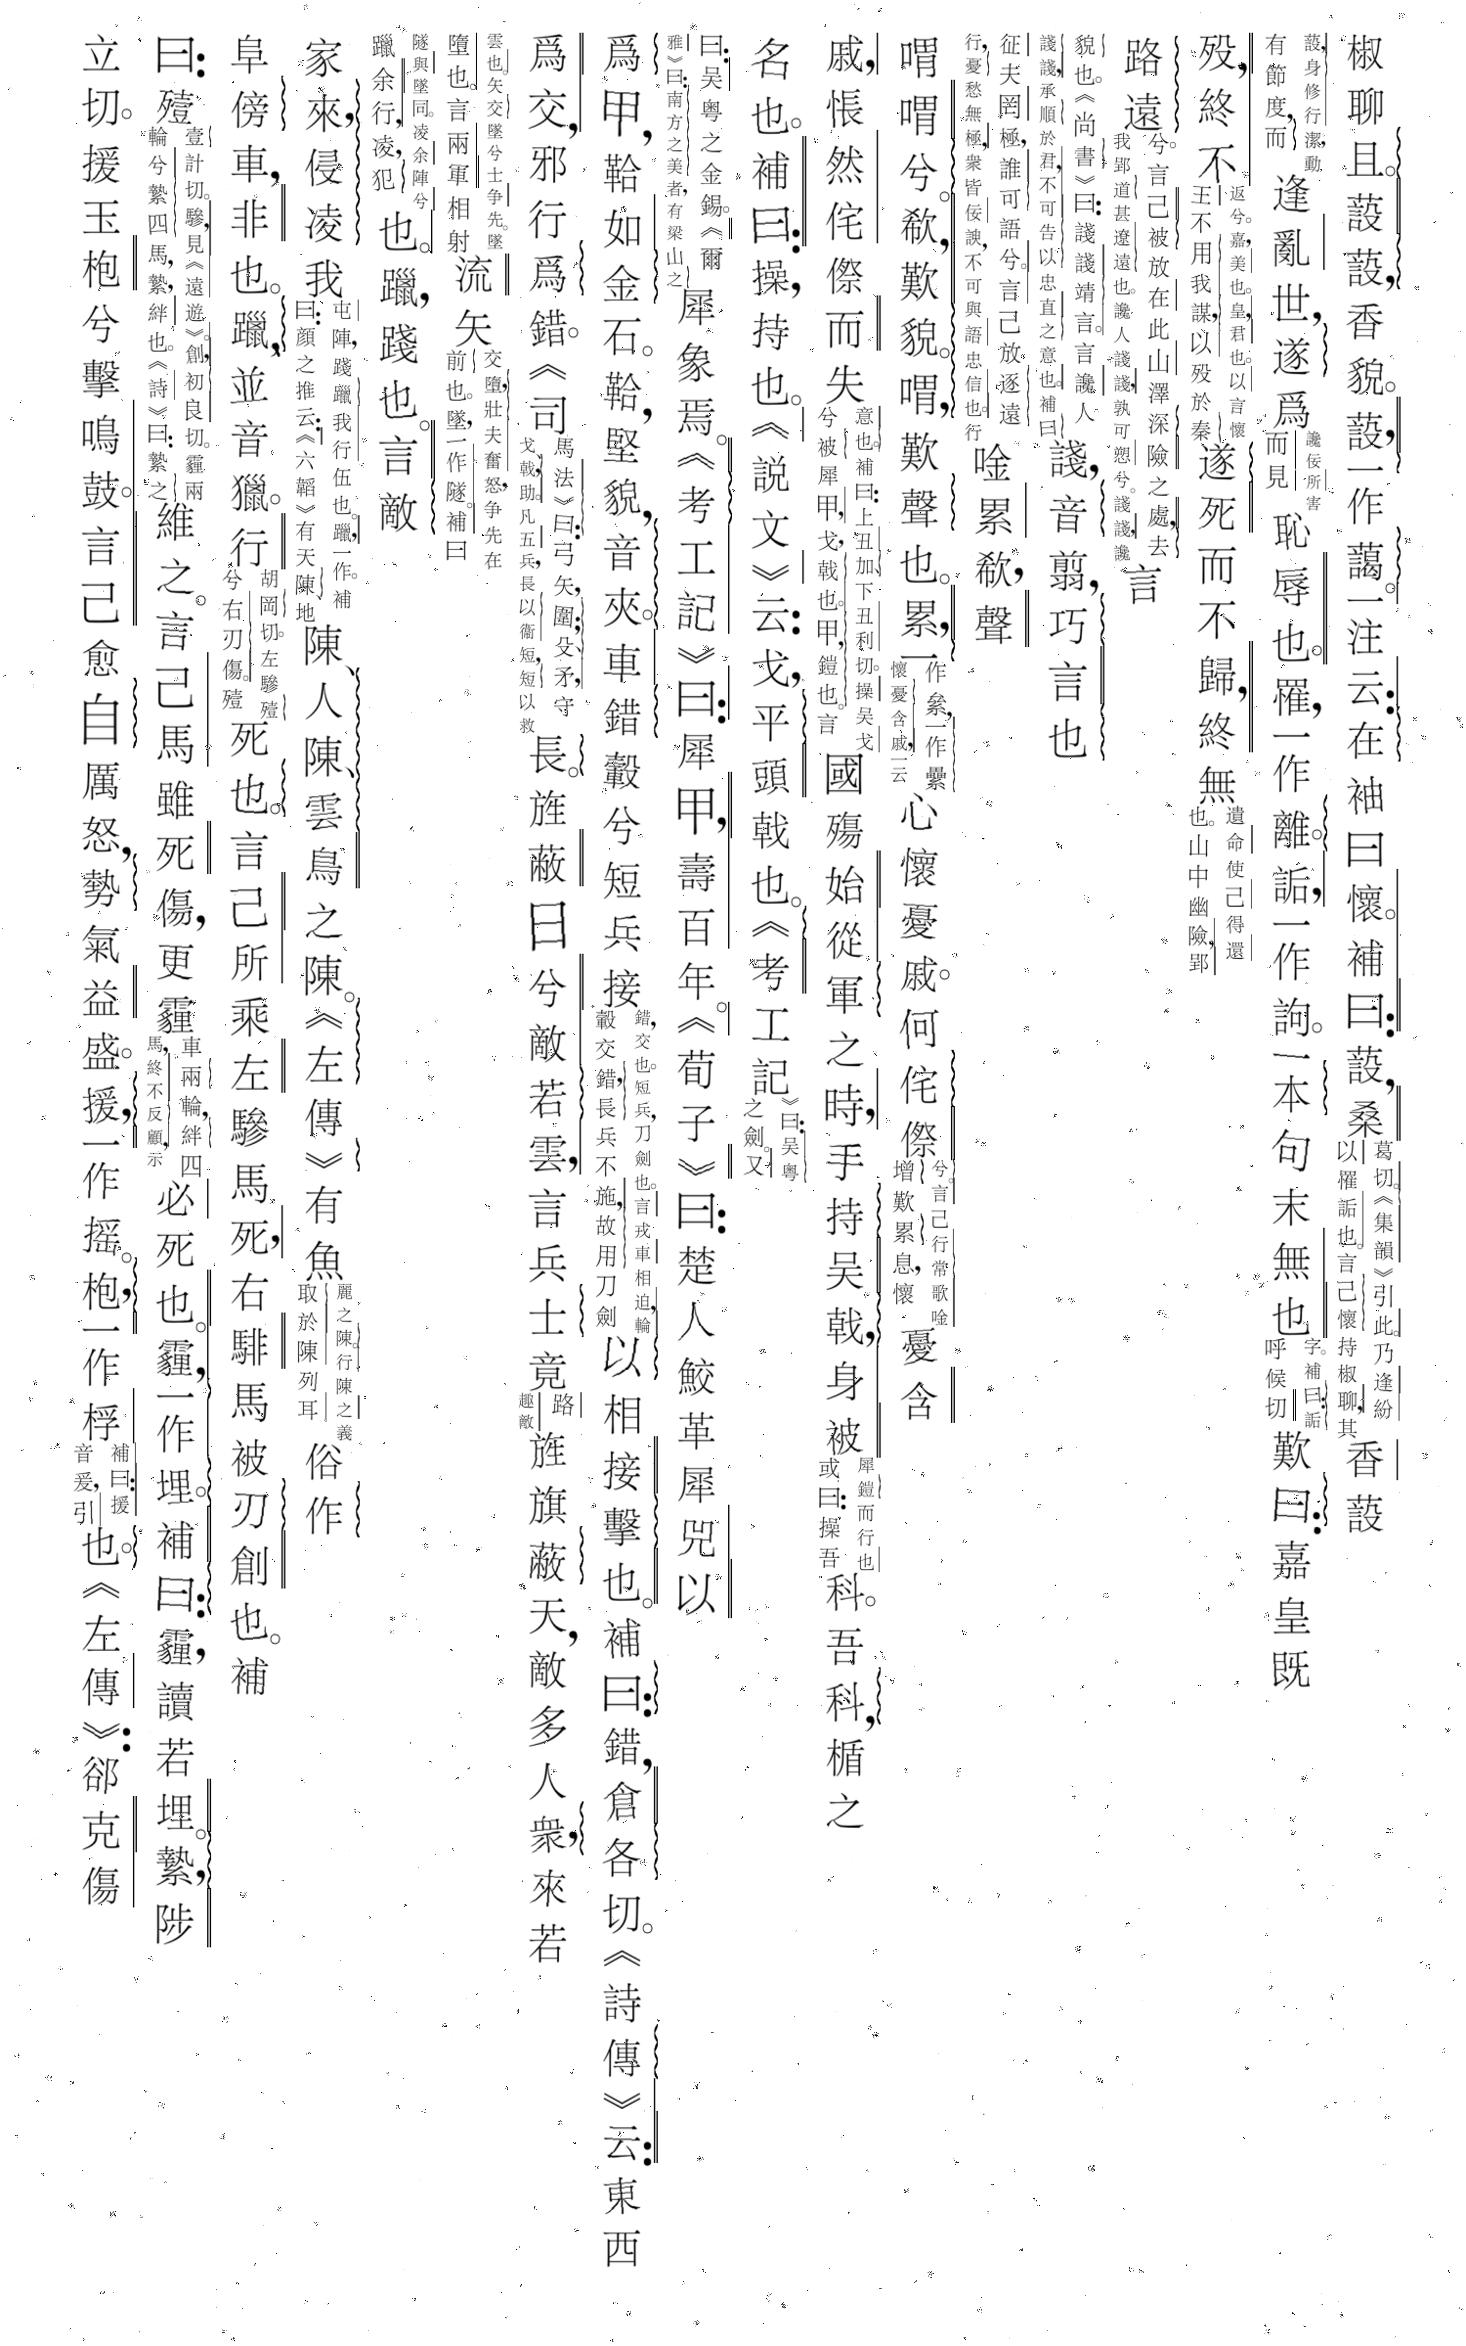 椒聊且。蔎蔎，香貌。蔎，一作藹。一注云：在袖曰懷。補曰：蔎，桑葛切。《集韻》引此。乃逢紛以罹詬也。言己懷持椒聊，其香蔎
蔎，身修行潔，動有節度，而逢亂世，遂爲讒佞所害而見恥辱也。罹，一作離。詬，一作詢。一本句末無也字。補曰：詬呼候切歎曰：嘉皇既
歿，終不返兮。嘉，美也。皇，君也。以言懷王不用我謀，以歿於秦遂死而不歸，終無遺命使己得還也。山中幽險，郢
路遠兮。言己被放在此山澤深險之處，去我郢道甚遼遠也。讒人諓諓，孰可愬兮。諓諓，讒言
貌也。《尚書》曰：諓諓靖言。言讒人諓諓，承順於君，不可告以忠直之意也。補曰諓，音翦，巧言也
征夫罔極，誰可語兮。言己放逐遠行，憂愁無極，衆皆佞諛，不可與語忠信也。行唫累欷，聲
喟喟兮。欷，歎貌。喟，歎聲也。累，一作絫，一作纍懷憂含戚，一云心懷憂戚。何侘傺兮。言己行常歌唫增歎累息，懷憂含
戚，悵然侘傺而失意也。補曰：上丑加下丑利切。操吴戈兮被犀甲，戈，戟也。甲，鎧也。言國殤始從軍之時，手持吴戟，身被犀鎧而行也或曰：操吾科。吾科，楯之
名也。補曰：操，持也。《説文》云：戈，平頭戟也。《考工記》曰：吴粤之劍。又
曰：吴粤之金錫。《爾雅》曰：南方之美者，有梁山之犀象焉。《考工記》曰：犀甲，壽百年。《荀子》曰：楚人鮫革犀兕以
爲甲，鞈如金石。鞈，堅貌，音夾。車錯轂兮短兵接錯，交也。短兵，刀劍也。言戎車相迫，輪轂交錯，長兵不施，故用刀劍以相接擊也。補曰：錯，倉各切。《詩傳》云：東西
爲交，邪行爲錯。《司馬法》曰：弓矢，圍；殳、矛，守戈戟，助。凡五兵，長以衞短，短以救長。旌蔽日兮敵若雲，言兵士竟路趣敵旌旗蔽天，敵多人衆，來若
雲也。矢交墜兮士争先。墜墮也。言兩軍相射流矢交墮，壯夫奮怒，争先在前也。墜，一作隧。補曰
隧與墜同。凌余陣兮躐余行，凌，犯也。躐，踐也。言敵
家來，侵凌我屯陣，踐躐我行伍也。躐，一作。補曰：顏之推云：《六韜》有天陳、地陳、人陳、雲鳥之陳。《左傳》有魚麗之陳。行陳之義取於陳列耳俗作
阜傍車，非也。躐，並音獵。行胡岡切。左驂殪兮右刃傷。殪死也。言己所乘左驂馬死，右騑馬被刃創也。補
曰：殪壹計切。驂，見《遠遊》。創，初良切。霾兩輪兮縶四馬，縶，絆也。《詩》曰：縶之維之。言己馬雖死傷，更霾車兩輪，絆四馬，終不反顧，示必死也。霾，一作埋。補曰：霾，讀若埋。縶，陟
立切。援玉枹兮擊鳴鼓。言己愈自厲怒，勢氣益盛。援，一作摇。枹，一作桴補曰：援音爰，引也。《左傳》：郤克傷